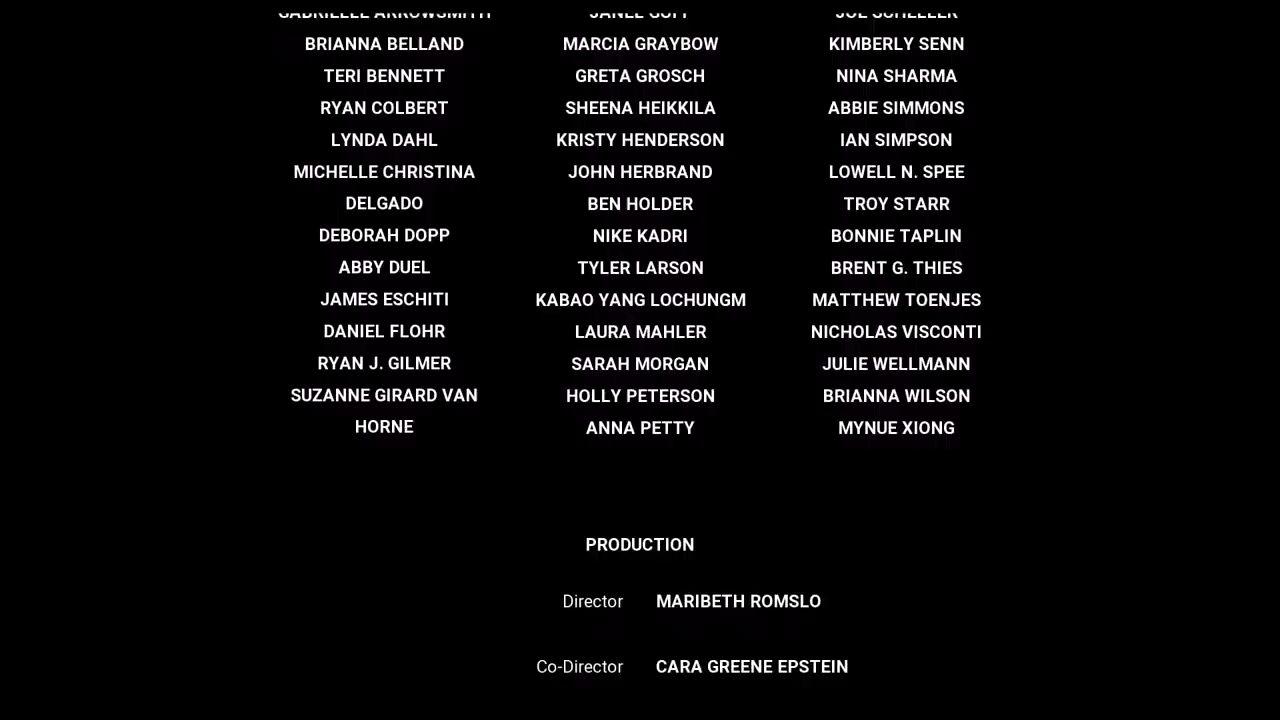 GABRIELLE ARROWSMITH
BRIANNA BELLAND
TERI BENNETT
RYAN COLBERT
LYNDA DAHL
MICHELLE CHRISTINA
DELGADO
DEBORAH DOPP
ABBY DUEL
JAMES ESCHITI
DANIEL FLOHR
RYAN J. GILMER
SUZANNE GIRARD VAN
HORNE
MARCIA GRAYBOW
GRETA GROSCH
SHEENA HEIKKILA
KRISTY HENDERSON
JOHN HERBRAND
BEN HOLDER
NIKE KADRI
TYLER LARSON
KABAO YANG LOCHUNGM
LAURA MAHLER
SARAH MORGAN
HOLLY PETERSON
ANNA PETTY
JOE
KIMBERLY SENN
NINA SHARMA
ABBIE SIMMONS
IAN SIMPSON
LOWELL N. SPEE
TROY STARR
BONNIE TAPLIN
BRENT G. THIES
MATTHEW TOENJES
NICHOLAS VISCONTI
JULIE WELLMANN
BRIANNA WILSON
MYNUE XIONG
PRODUCTION
Director MARIBETH ROMSLO
Co-Director CARA GREENE EPSTEIN